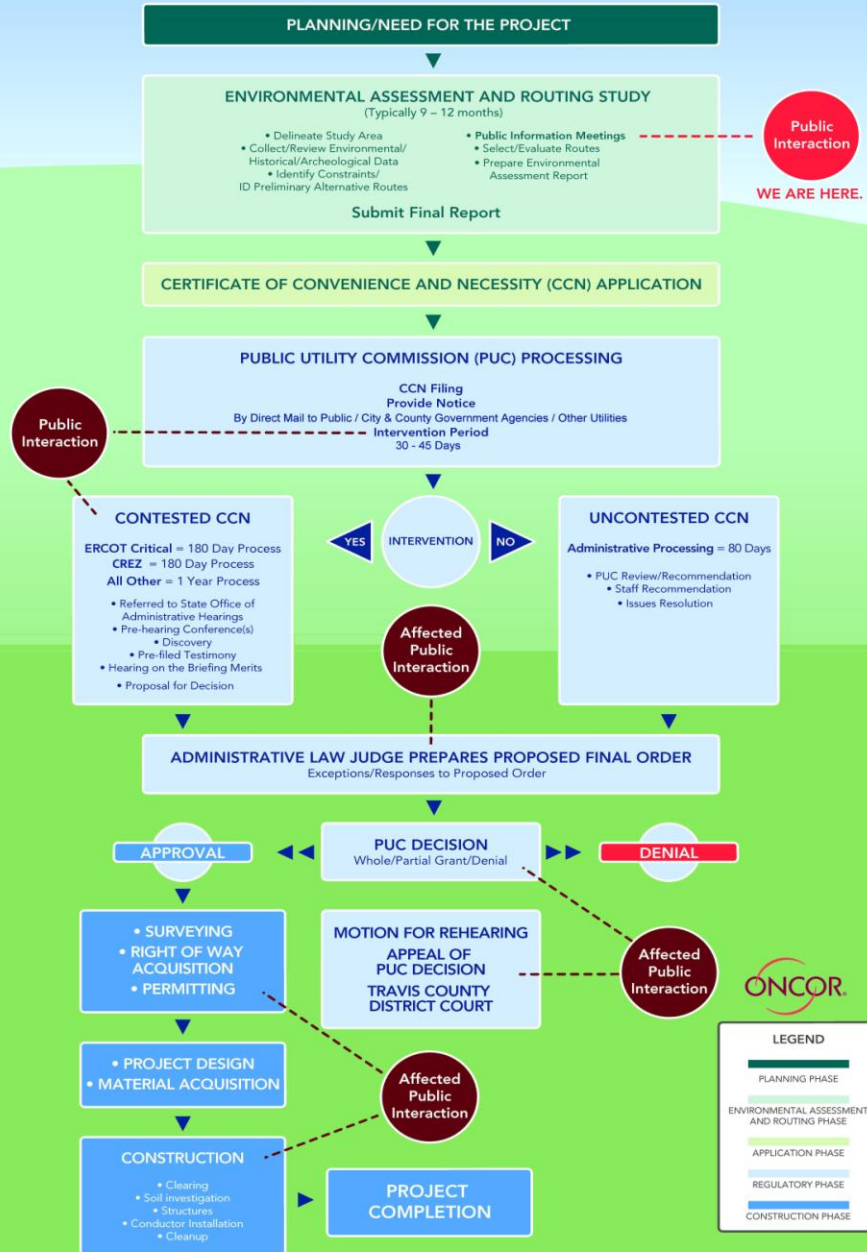 PLANNING/NEED FOR THE PROJECT
ENVIRONMENTAL ASSESSMENT AND ROUTING STUDY
(Typically 9 – 12 months)
• Delineate Study Area
• Collect/Review Environmental/
Historical/Archeological Data
• Identify Constraints/
ID Preliminary Alternative Routes
• Public Information Meetings
• Select/Evaluate Routes
• Prepare Environmental
Assessment Report
Submit Final Report
Public
Interaction
WE ARE HERE.
CERTIFICATE OF CONVENIENCE AND NECESSITY (CCN) APPLICATION
PUBLIC UTILITY COMMISSION (PUC) PROCESSING
CCN Filing
Provide Notice
By Direct Mail to Public / City & County Government Agencies / Other Utilities
Intervention Period
30 - 45 Days
Public
Interaction
CONTESTED CCN
ERCOT Critical = 180 Day Process
CREZ = 180 Day Process
All Other = 1 Year Process
• Referred to State Office of
Administrative Hearings
• Pre-hearing Conference(s)
• Discovery
• Pre-filed Testimony
• Hearing on the Briefing Merits
• Proposal for Decision
YES
INTERVENTION
NO
UNCONTESTED CCN
Administrative Processing = 80 Days
• PUC Review/Recommendation
• Staff Recommendation
• Issues Resolution
Affected
Public
Interaction
ADMINISTRATIVE LAW JUDGE PREPARES PROPOSED FINAL ORDER
Exceptions/Responses to Proposed Order
APPROVAL
PUC DECISION
Whole/Partial Grant/Denial
DENIAL
• SURVEYING
• RIGHT OF WAY
ACQUISITION
• PERMITTING
MOTION FOR REHEARING
APPEAL OF
PUC DECISION
TRAVIS COUNTY
DISTRICT COURT
Affected
Public
Interaction
• PROJECT DESIGN
• MATERIAL ACQUISITION
Affected
Public
Interaction
CONSTRUCTION
• Clearing
• Soil investigation
• Structures
• Conductor Installation
• Cleanup
PROJECT
COMPLETION
ONCOR®
LEGEND
PLANNING PHASE
ENVIRONMENTAL ASSESSMENT
AND ROUTING PHASE
APPLICATION PHASE
REGULATORY PHASE
CONSTRUCTION PHASE